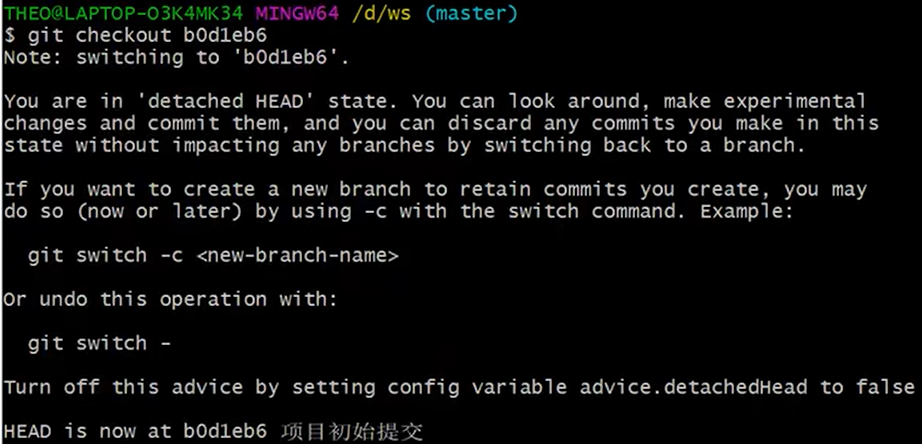 THEO@LAPTOP-O3K4MK34 MINGW64 /d/ws (master)
$ git checkout b0d1eb6
Note: switching to 'b0d1eb6'.
You are in 'detached HEAD' state. You can look around, make experimental
changes and commit them, and you can discard any commits you make in this
state without impacting any branches by switching back to a branch.
If you want to create a new branch to retain commits you create, you may
do so (now or later) by using -c with the switch command. Example:
git switch -c <new-branch-name>
Or undo this operation with:
git switch -
Turn off this advice by setting config variable advice.detachedHead to false
HEAD is now at b0d1eb6 项目初始提交